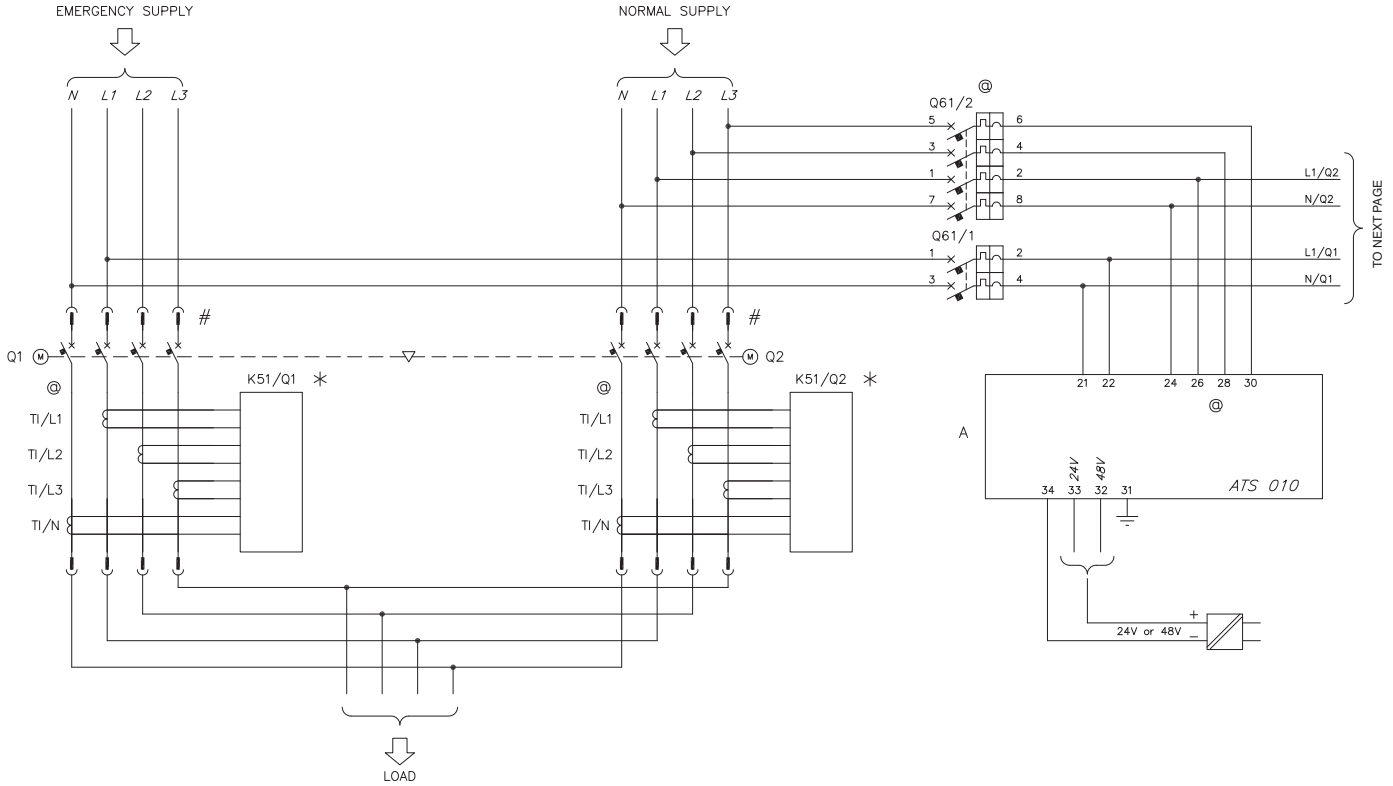 EMERGENCY SUPPLY
NORMAL SUPPLY
N L1 L2 L3
N L1 L2 L3
@
Q61/2
5 6
3 4
1 2 L1/Q2
7 8 N/Q2
Q61/1
1 2 L1/Q1
3 4 N/Q1
TO NEXT PAGE
#
#
Q1 M
M Q2
@
K51/Q1 *
@
K51/Q2 *
TI/L1
TI/L2
TI/L3
TI/N
TI/L1
TI/L2
TI/L3
TI/N
21 22 24 26 28 30
@
A
24V
48V
34 33 32 31
ATS 010
+
24V or 48V −
LOAD